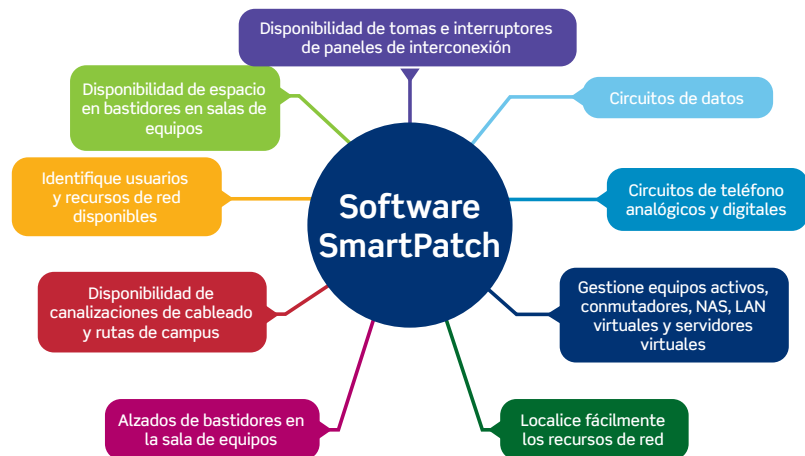 Disponibilidad de tomas e interruptores
de paneles de interconexión
Disponibilidad de espacio
en bastidores en salas de
equipos
Circuitos de datos
Identifique usuarios
y recursos de red
disponibles
Software
SmartPatch
Circuitos de teléfono
analógicos y digitales
Disponibilidad de
canalizaciones de cableado
y rutas de campus
Gestione equipos activos,
conmutadores, NAS, LAN
virtuales y servidores
virtuales
Alzados de bastidores en
la sala de equipos
Localice fácilmente
los recursos de red